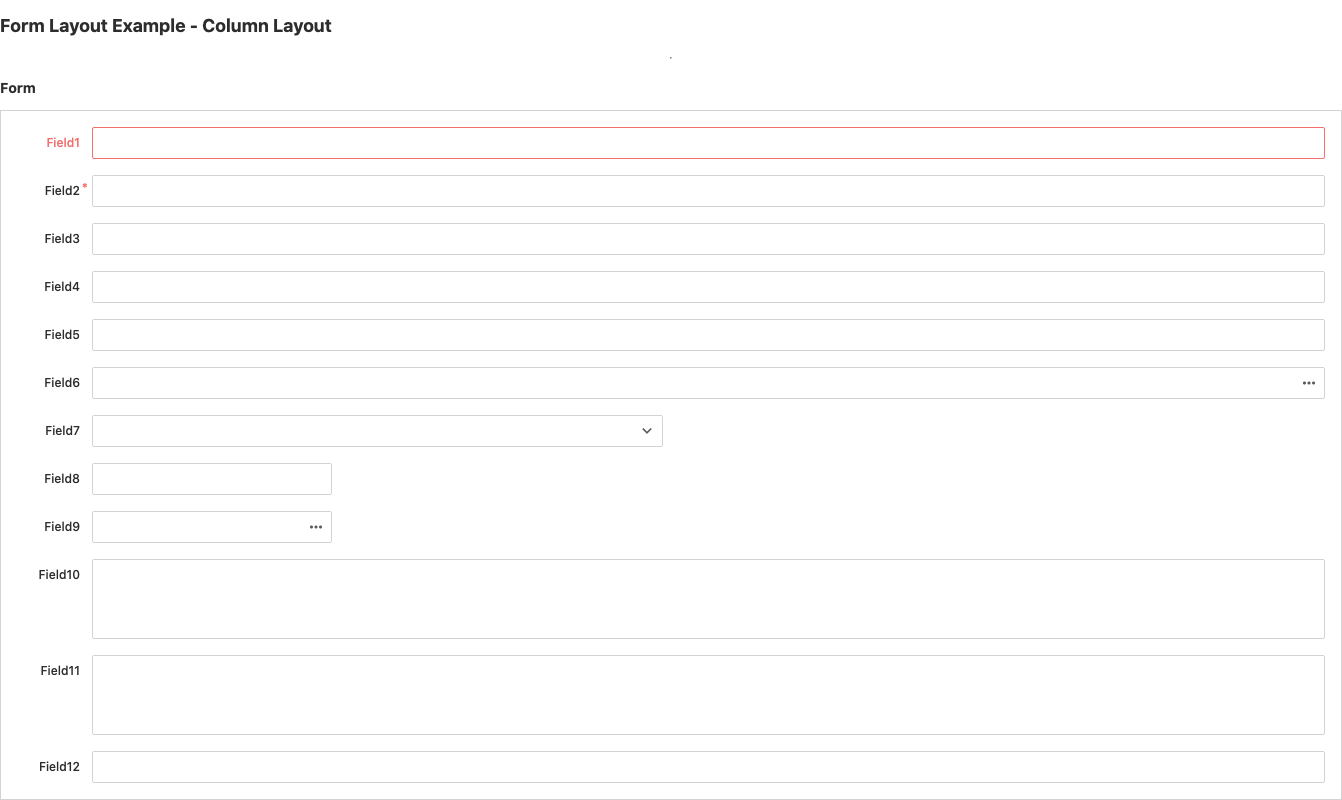 Form Layout Example - Column Layout
Form
Field1
Field2 *
Field3
Field4
Field5
Field6
Field7
Field8
Field9
Field10
Field11
Field12